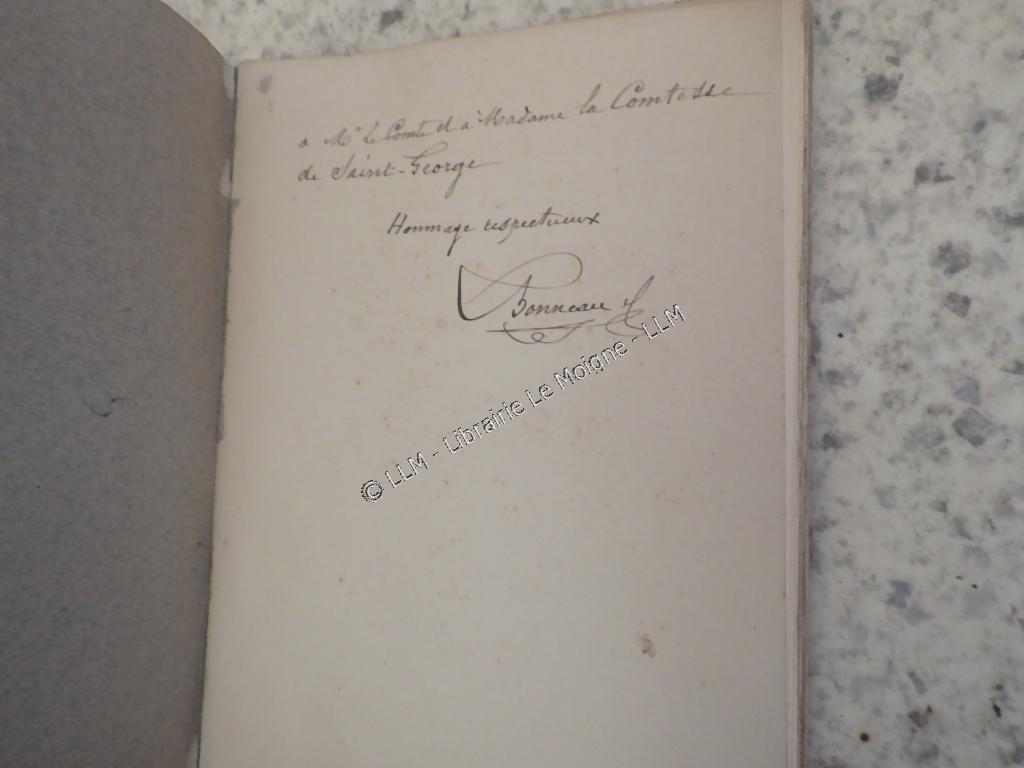 a Mr Le Comte et à Madame la Comtesse
de Saint-George
Hommage respectueux
Bonneau
© LLM - Librairie Le Moigne - LLM